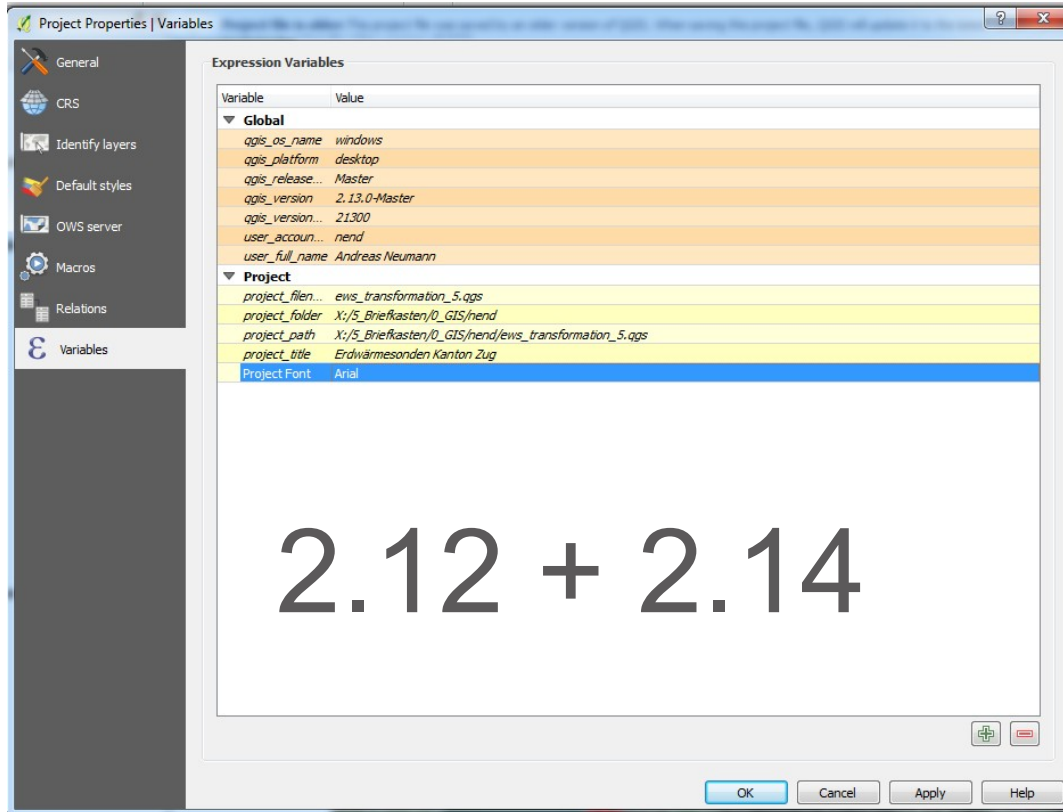 Project Properties | Variables
General
CRS
Identify layers
Default styles
OWS server
Macros
Relations
Variables
Expression Variables
Variable Value
Global
qgis_os_name windows
qgis_platform desktop
qgis_release... Master
qgis_version 2.13.0-Master
qgis_version... 21300
user_accoun... nend
user_full_name Andreas Neumann
Project
project_filen... ews_transformation_5.qgs
project_folder X:/5_Briefkasten/0_GIS/nend
project_path X:/5_Briefkasten/0_GIS/nend/ews_transformation_5.qgs
project_title Erdwärmesonden Kanton Zug
Project Font Arial
2.12 + 2.14
OK Cancel Apply Help